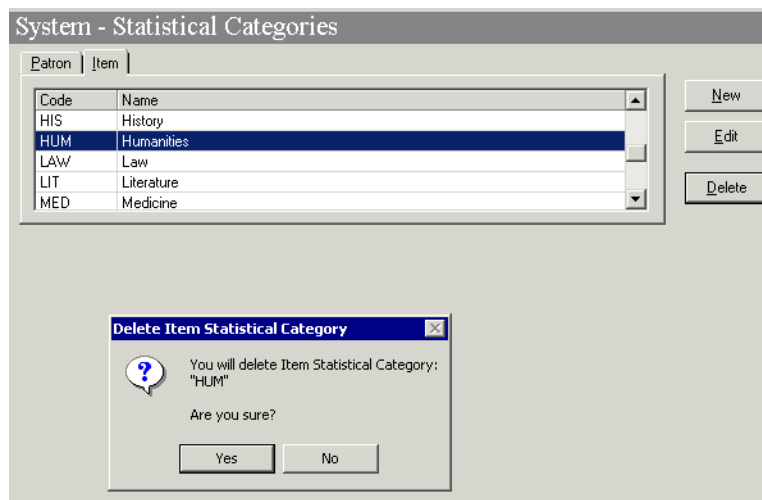 System - Statistical Categories
Patron Item
Code Name
HIS History
HUM Humanities
LAW Law
LIT Literature
MED Medicine
New
Edit
Delete
Delete Item Statistical Category
You will delete Item Statistical Category:
"HUM"
Are you sure?
Yes No